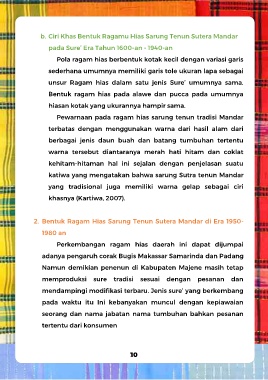 b. Ciri Khas Bentuk Ragamu Hias Sarung Tenun Sutera Mandar
pada Sure' Era Tahun 1600-an - 1940-an
Pola ragam hias berbentuk kotak kecil dengan variasi garis
sederhana umumnya memiliki garis tole ukuran lapa sebagai
unsur Ragam hias dalam satu jenis Sure' umumnya sama.
Bentuk ragam hias pada alawe dan pucca pada umumnya
hiasan kotak yang ukurannya hampir sama.
Pewarnaan pada ragam hias sarung tenun tradisi Mandar
terbatas dengan menggunakan warna dari hasil alam dari
berbagai jenis daun buah dan batang tumbuhan tertentu
warna tersebut diantaranya merah hati hitam dan coklat
kehitam-hitaman hal ini sejalan dengan penjelasan suatu
katiwa yang mengatakan bahwa sarung Sutra tenun Mandar
yang tradisional juga memiliki warna gelap sebagai ciri
khasnya (Kartiwa, 2007).
2. Bentuk Ragam Hias Sarung Tenun Sutera Mandar di Era 1950-
1980 an
Perkembangan ragam hias daerah ini dapat dijumpai
adanya pengaruh corak Bugis Makassar Samarinda dan Padang
Namun demikian penenun di Kabupaten Majene masih tetap
memproduksi sure tradisi sesuai dengan pesanan dan
mendampingi modifikasi terbaru. Jenis sure' yang berkembang
pada waktu itu Ini kebanyakan muncul dengan kepiawaian
seorang dan nama jabatan nama tumbuhan bahkan pesanan
tertentu dari konsumen
10